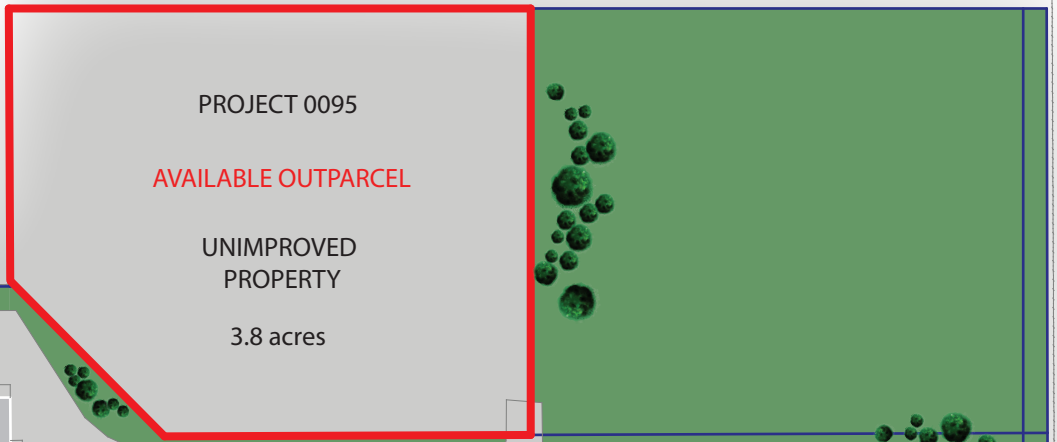 PROJECT 0095
AVAILABLE OUTPARCEL
UNIMPROVED
PROPERTY
3.8 acres